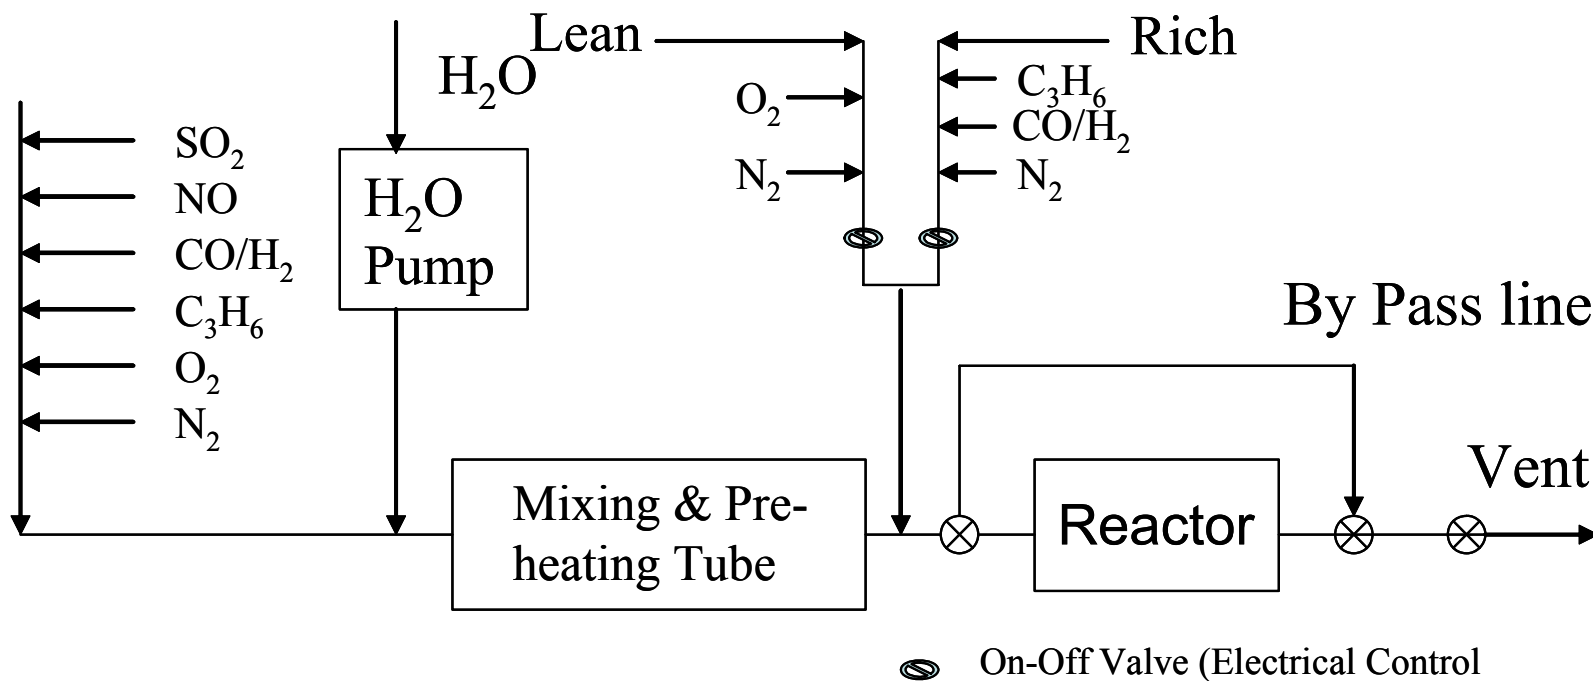 Lean
Rich
H₂O
C₃H₆
O₂
CO/H₂
N₂
N₂
SO₂
NO
CO/H₂
C₃H₆
O₂
N₂
H₂O
Pump
By Pass line
Vent
Mixing & Pre-
heating Tube
Reactor
On-Off Valve (Electrical Control